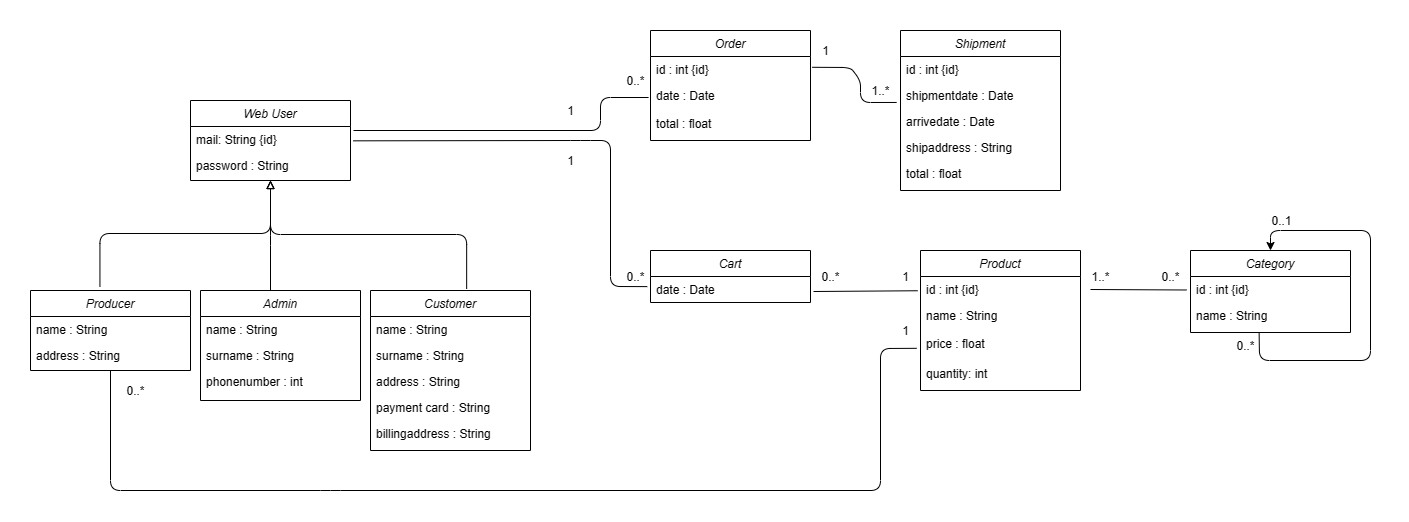 Order
id : int {id}
date : Date
total : float
1
1..*
Shipment
id : int {id}
shipmentdate : Date
arrivedate : Date
shipaddress : String
total : float
Web User
mail: String {id}
password : String
1
0..*
1
0..*
Cart
date : Date
0..*
1
Product
id : int {id}
name : String
price : float
quantity: int
1..*
0..*
Category
id : int {id}
name : String
0..1
0..*
Producer
name : String
address : String
0..*
1
Admin
name : String
surname : String
phonenumber : int
Customer
name : String
surname : String
address : String
payment card : String
billingaddress : String